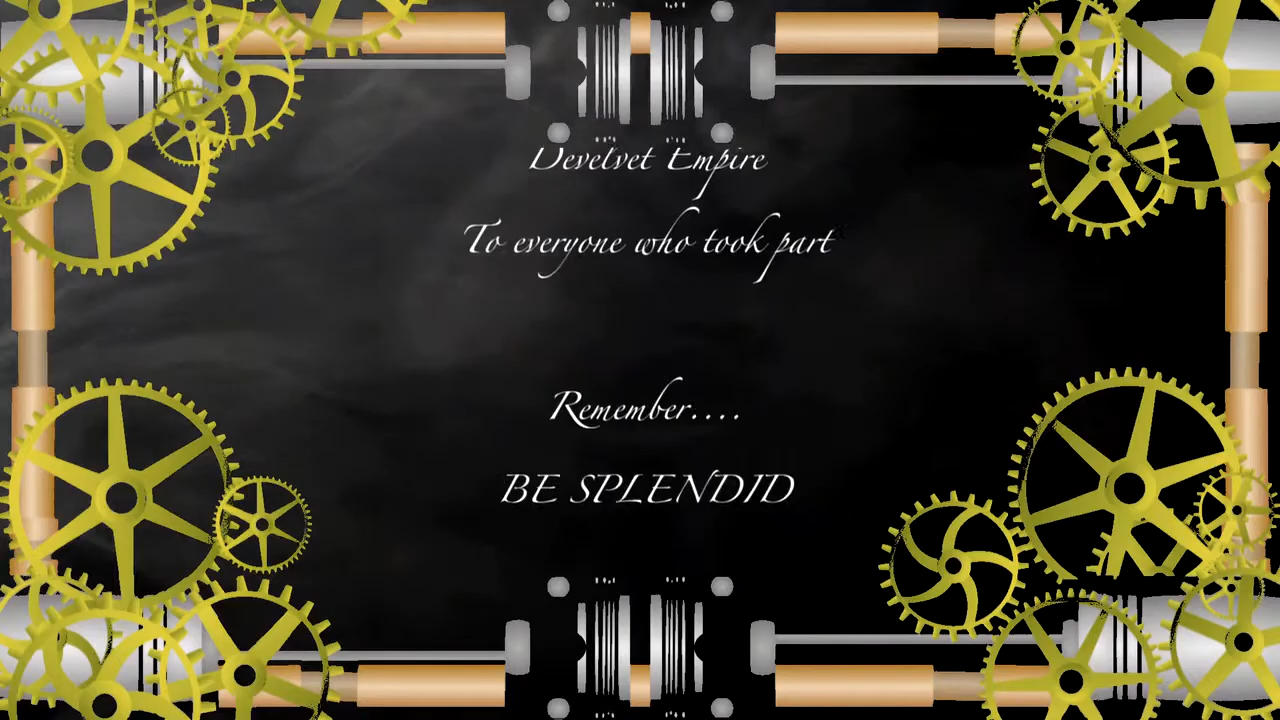 Develvet Empire
To everyone who took part
Remember....
BE SPLENDID